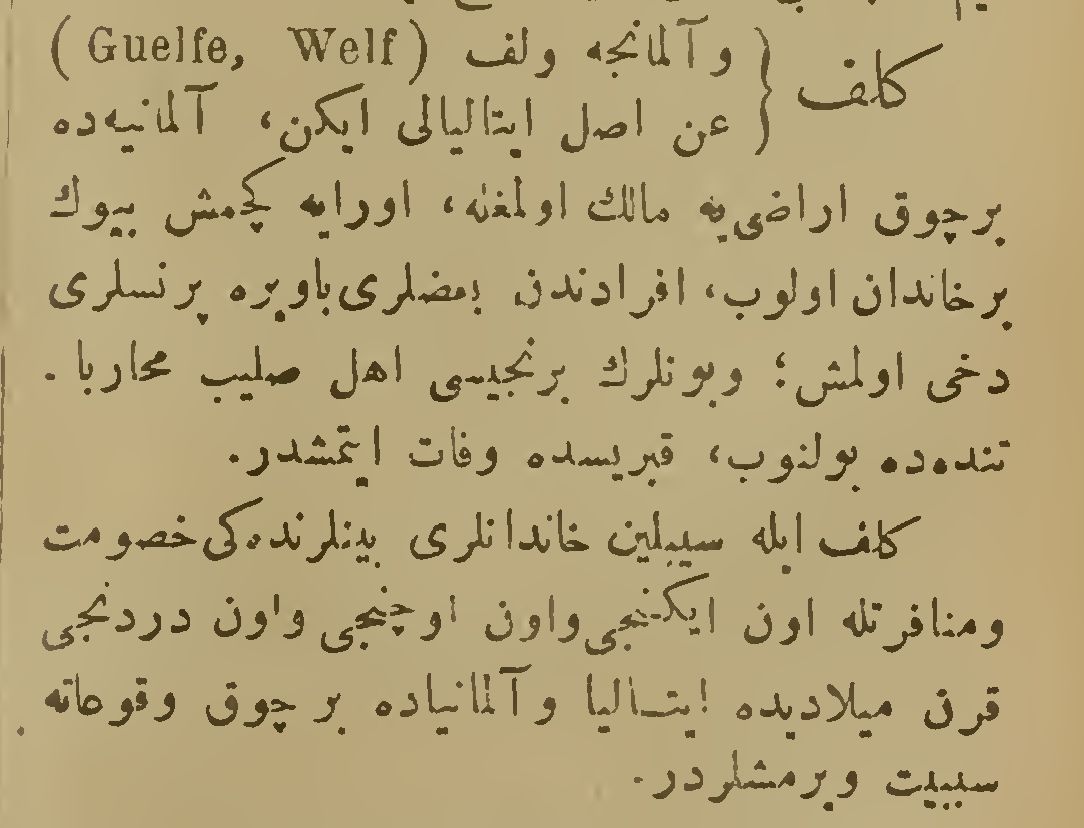 كلف { وآلمانجه ولف (Guelfe, Welf)
عن اصل ايتاليالى ايكن، آلمانيه‌ده
برچوق اراضى‌يه مالك اولمغله، اورايه كچمش بيوك
برخاندان اولوب، افرادندن بعضلرى باويره پرنسلرى
دخى اولمش؛ وبونلرك برنجيسى اهل صليب محاربا-
تنده‌ده بولنوب، قبريسده وفات ايتمشدر.
كلف ايله سيبلين خاندانلرى بينلرنده‌كى خصومت
ومنافرتله اون ايكنجى واون اوچنجى واون دردنجى
قرن ميلاديده ايتاليا وآلمانياده بر چوق وقوعاته
سببيت ويرمشلردر.